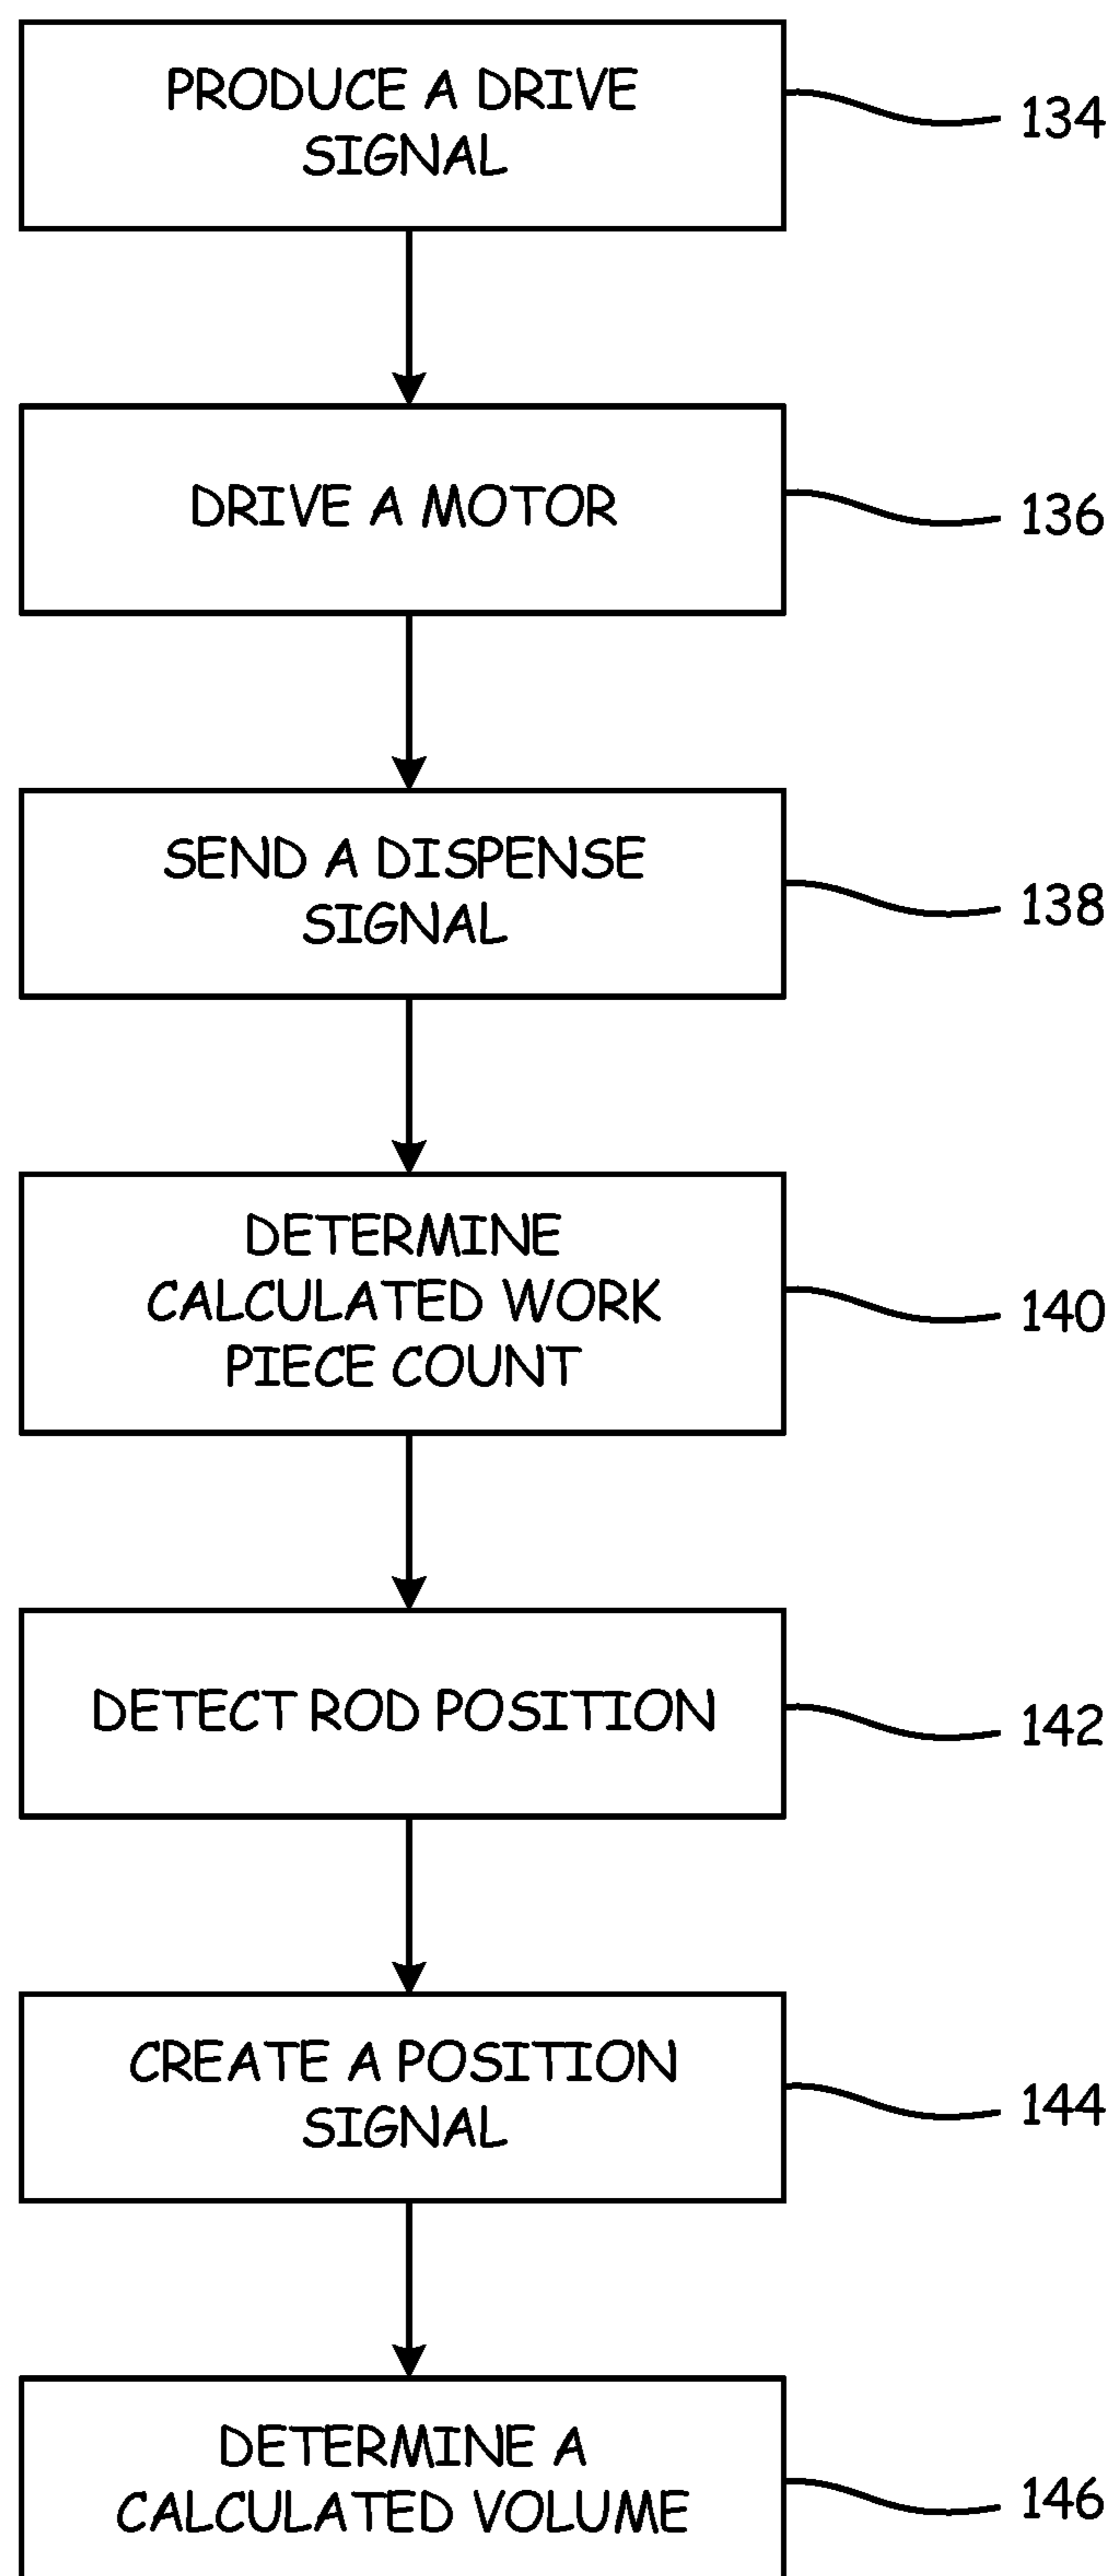 PRODUCE A DRIVE
SIGNAL
134
DRIVE A MOTOR
136
SEND A DISPENSE
SIGNAL
138
DETERMINE
CALCULATED WORK
PIECE COUNT
140
DETECT ROD POSITION
142
CREATE A POSITION
SIGNAL
144
DETERMINE A
CALCULATED VOLUME
146